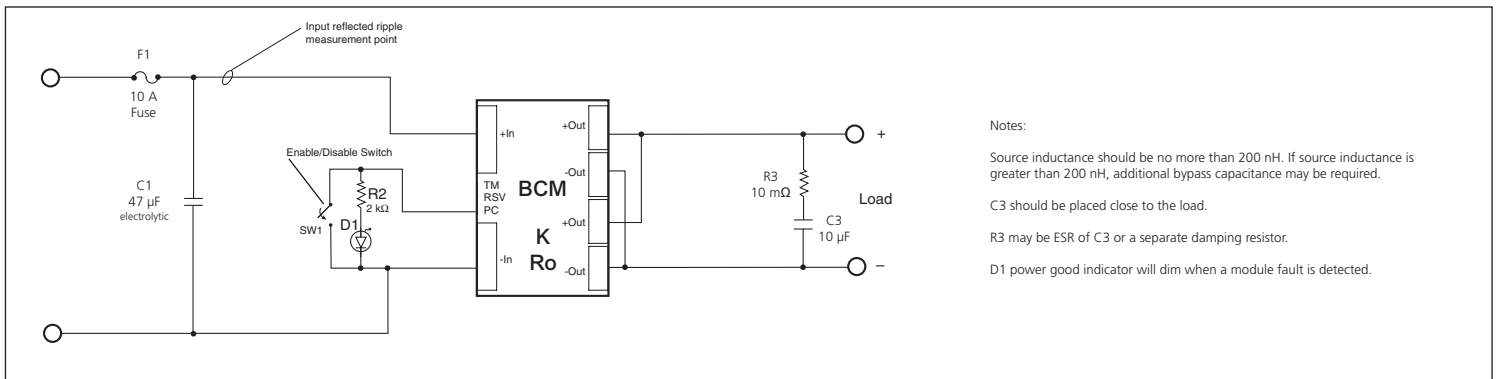 Input reflected ripple
measurement point
F1
10 A
Fuse
C1
47 µF
electrolytic
Enable/Disable Switch
SW1
R2
2 kΩ
D1
+In
TM
RSV
PC
-In
BCM
K
Ro
+Out
-Out
+Out
-Out
R3
10 mΩ
C3
10 µF
+
Load
–
Notes:
Source inductance should be no more than 200 nH. If source inductance is
greater than 200 nH, additional bypass capacitance may be required.
C3 should be placed close to the load.
R3 may be ESR of C3 or a separate damping resistor.
D1 power good indicator will dim when a module fault is detected.